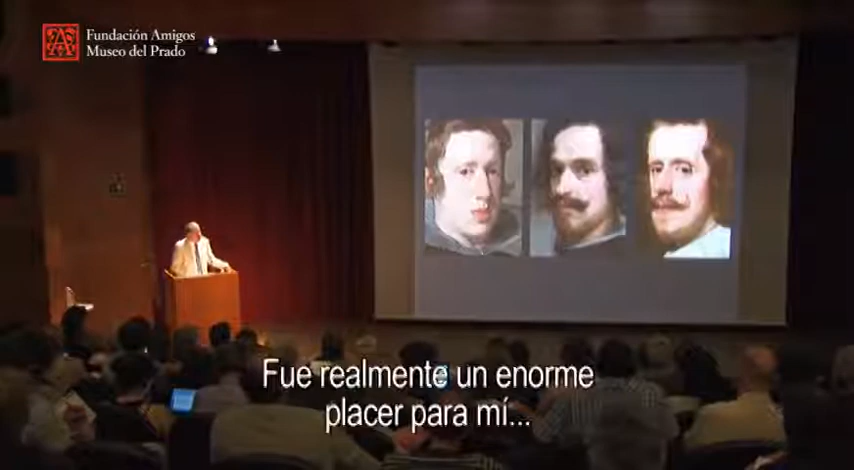 Fundación Amigos
Museo del Prado
Fue realmente un enorme
placer para mí...